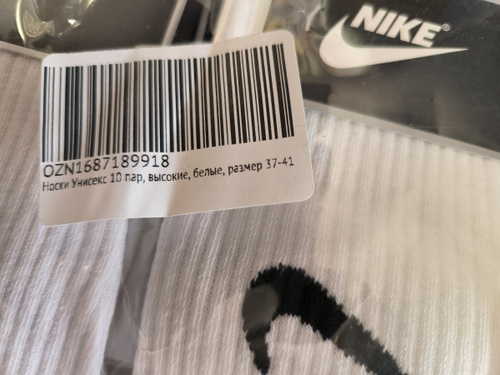 NIKE
OZN1687189918
Носки Унисекс 10 пар, высокие, белые, размер 37-41